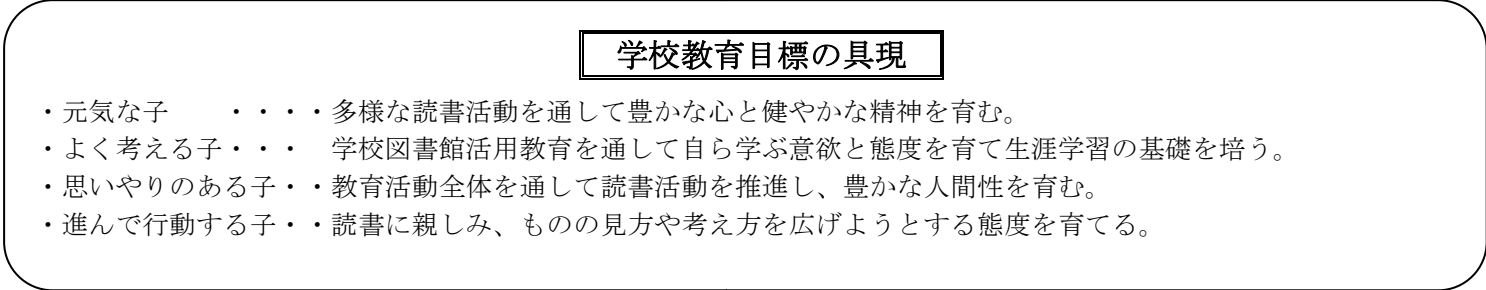 学校教育目標の具現
・元気な子　　・・・・多様な読書活動を通して豊かな心と健やかな精神を育む。
・よく考える子・・・　学校図書館活用教育を通して自ら学ぶ意欲と態度を育て生涯学習の基礎を培う。
・思いやりのある子・・教育活動全体を通して読書活動を推進し、豊かな人間性を育む。
・進んで行動する子・・読書に親しみ、ものの見方や考え方を広げようとする態度を育てる。